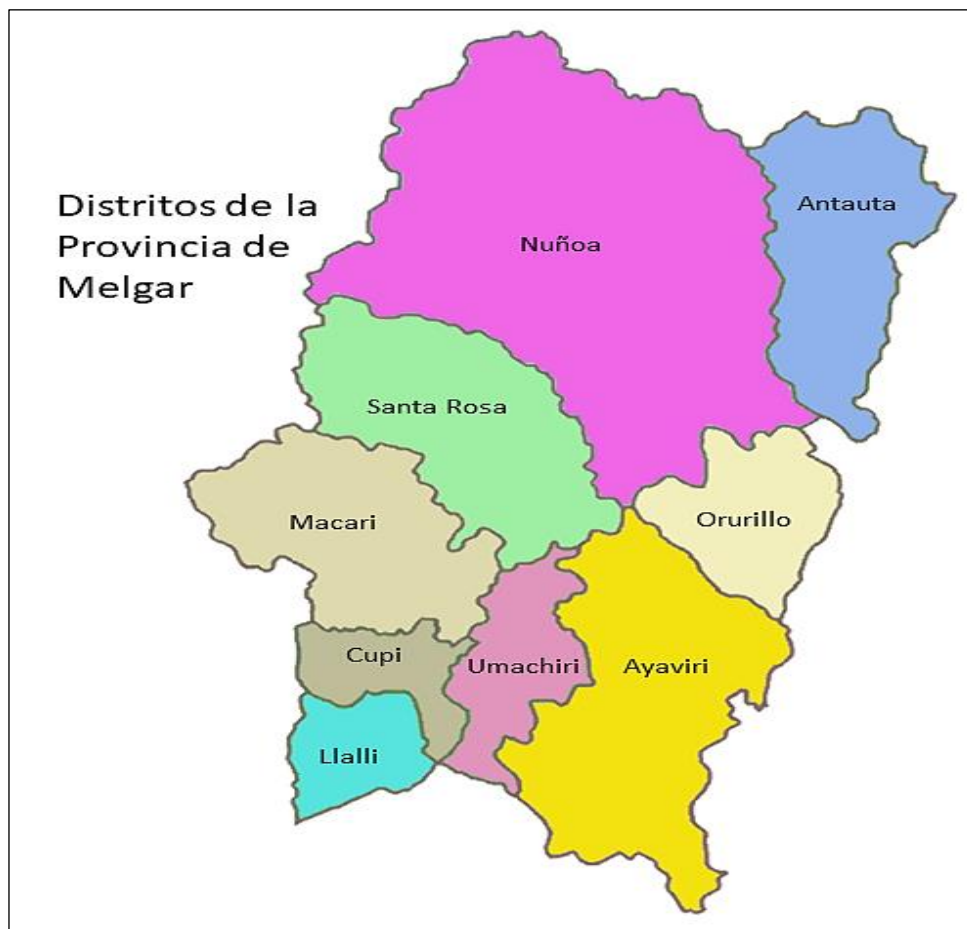 Distritos de la
Provincia de
Melgar
Antauta
Nuñoa
Santa Rosa
Macari
Orurillo
Cupi
Umachiri
Ayaviri
Llalli